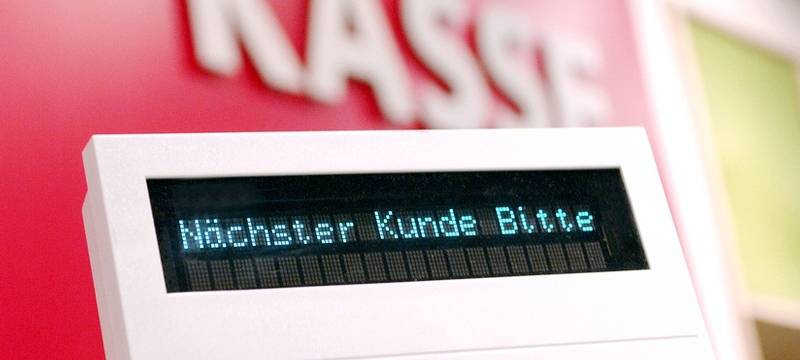 KASSE
Nächster Kunde Bitte